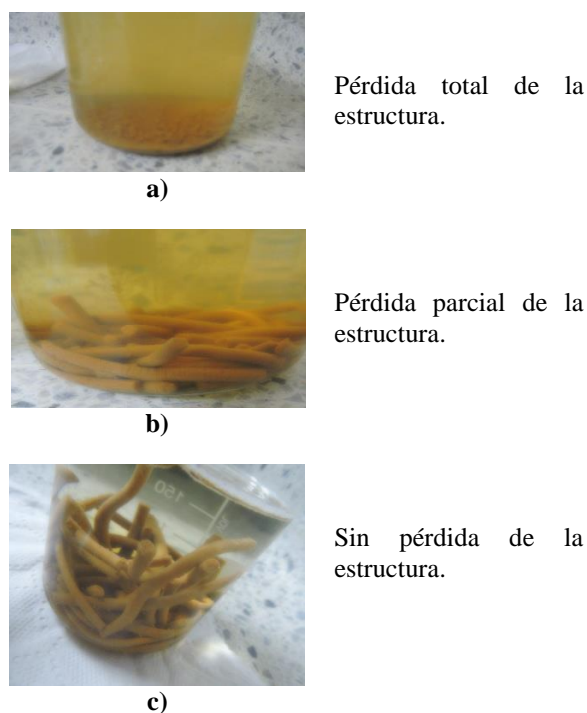 Pérdida total de la
estructura.
a)
Pérdida parcial de la
estructura.
b)
150
Sin pérdida de la
estructura.
c)